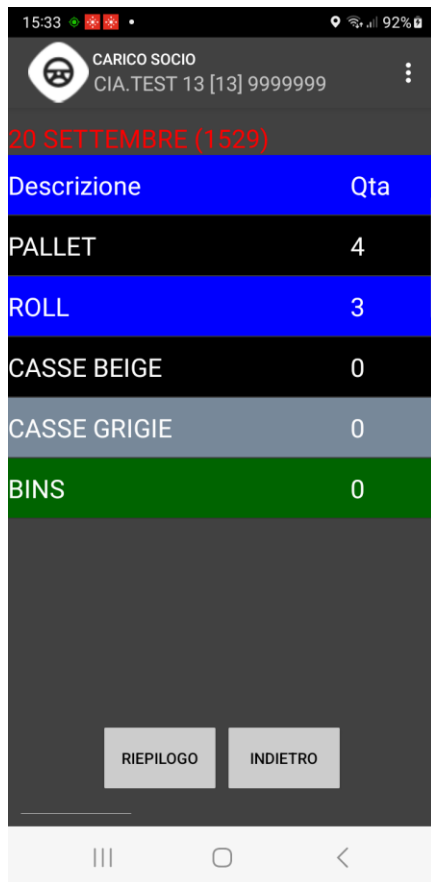 15:33 92%
CARICO SOCIO
CIA.TEST 13 [13] 9999999
20 SETTEMBRE (1529)
Descrizione Qta
PALLET 4
ROLL 3
CASSE BEIGE 0
CASSE GRIGIE 0
BINS 0
RIEPILOGO INDIETRO